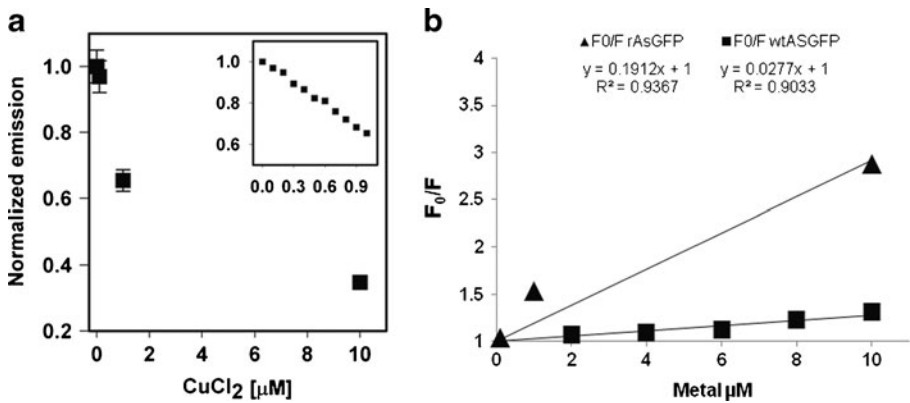 a
Normalized emission
1.0
0.8
0.6
0.4
0.2
0
2
4
6
8
10
CuCl2 [µM]
1.0
0.8
0.6
0.0
0.3
0.6
0.9
b
▲F0/F rAsGFP
■F0/F wtASGFP
y = 0.1912x + 1
R² = 0.9367
y = 0.0277x + 1
R² = 0.9033
F0/F
4
3.5
3
2.5
2
1.5
1
0
2
4
6
8
10
Metal µM